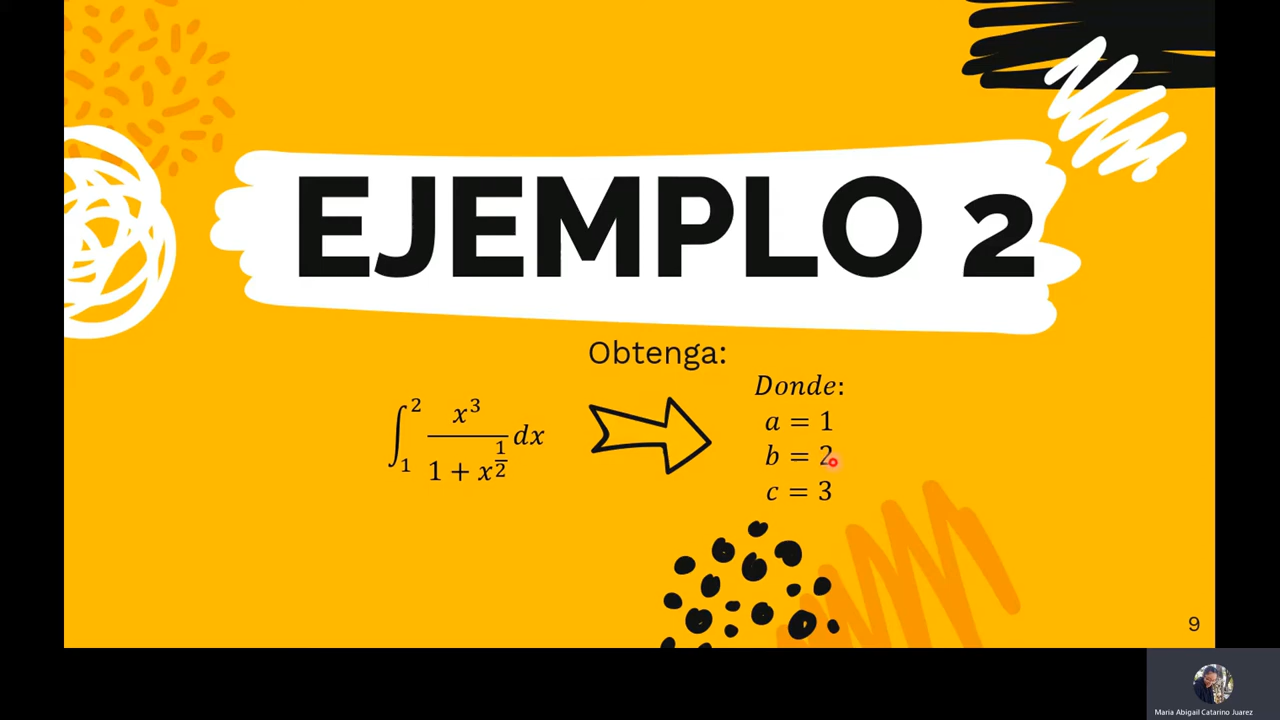 EJEMPLO 2
Obtenga:
∫₁² x³ / (1 + x^(1/2)) dx
Donde:
a = 1
b = 2
c = 3
9
Maria Abigail Catarino Juarez